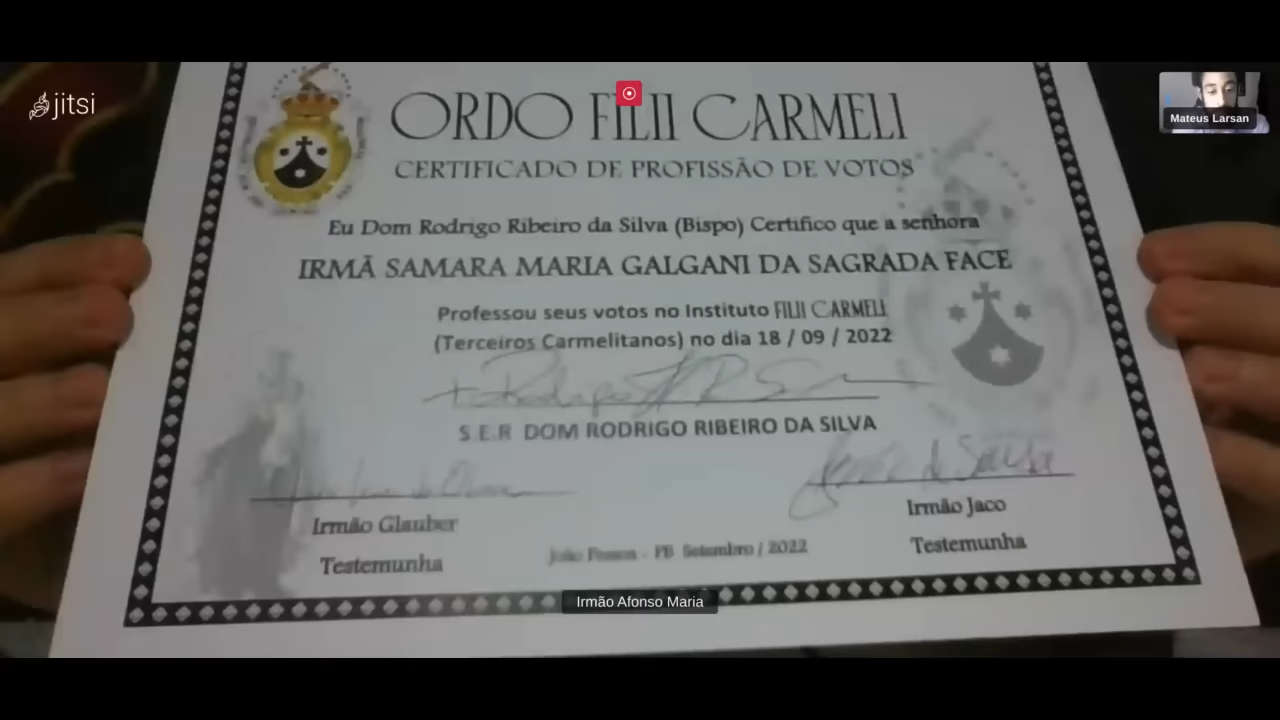 jitsi
Mateus Larsan
ORDO FILII CARMELI
CERTIFICADO DE PROFISSÃO DE VOTOS
Eu Dom Rodrigo Ribeiro da Silva (Bispo) Certifico que a senhora
IRMÃ SAMARA MARIA GALGANI DA SAGRADA FACE
Professou seus votos no Instituto FILII CARMELI
(Terceiros Carmelitanos) no dia 18 / 09 / 2022
S.E.R DOM RODRIGO RIBEIRO DA SILVA
Irmão Glauber
Testemunha
Irmão Jaco
Testemunha
João Pessoa - PB Setembro / 2022
Irmão Afonso Maria